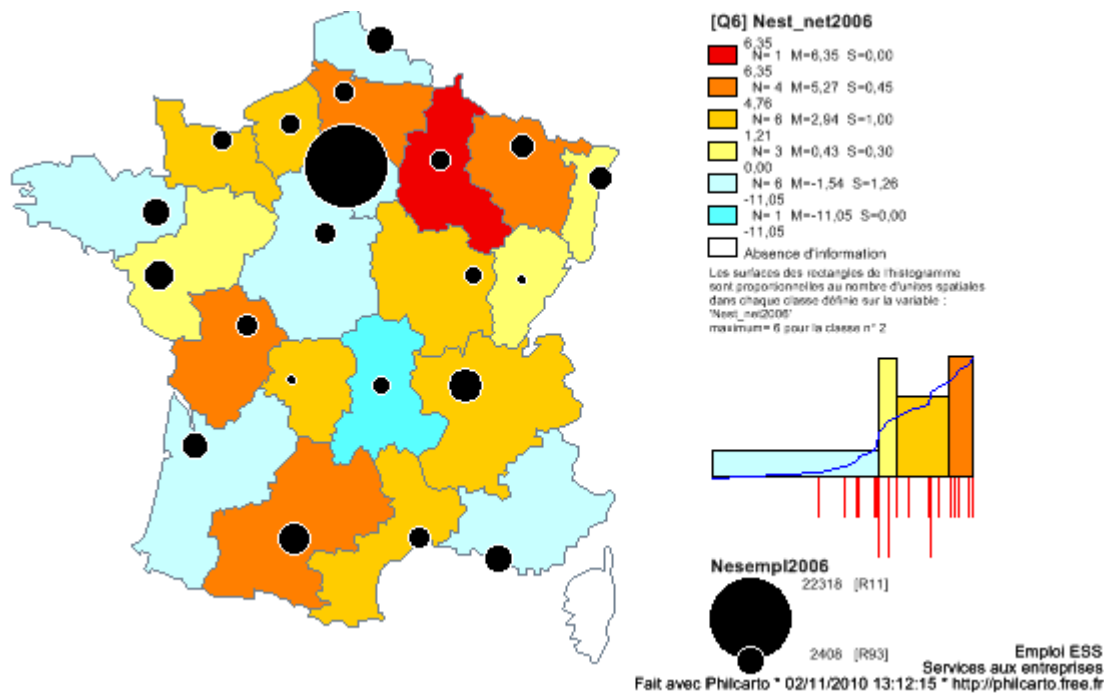 [Q6] Nest_net2006
6,35
N= 1 M=6,35 S=0,00
6,35
N= 4 M=5,27 S=0,45
4,76
N= 6 M=2,94 S=1,00
1,21
N= 3 M=0,43 S=0,30
0,00
N= 6 M=-1,54 S=1,26
-11,05
N= 1 M=-11,05 S=0,00
-11,05
Absence d'information
Les surfaces des rectangles de l'histogramme
sont proportionnelles au nombre d'unites spatiales
dans chaque classe définie sur la variable :
'Nest_net2006'
maximum= 6 pour la classe n° 2
Nesempl2006
22318 [R11]
2408 [R93]
Emploi ESS
Services aux entreprises
Fait avec Philcarto * 02/11/2010 13:12:15 * http://philcarto.free.fr